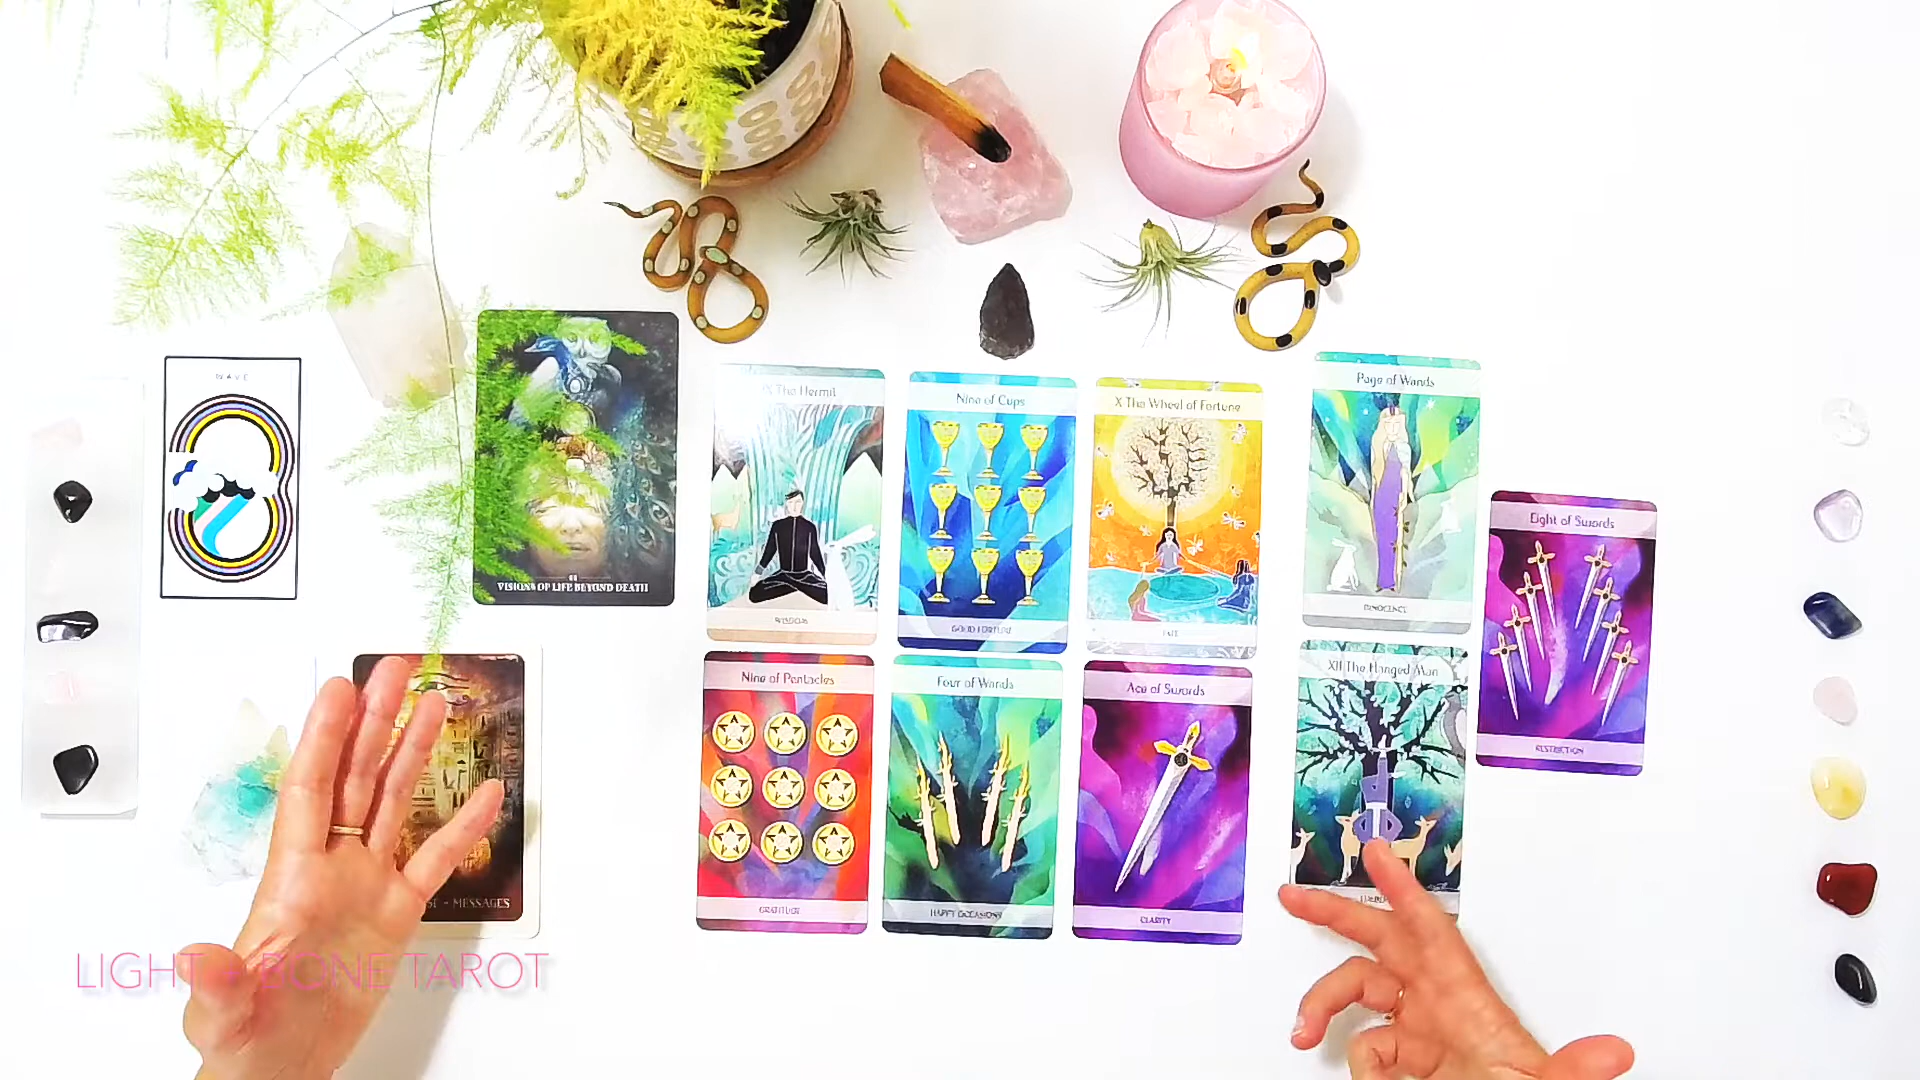 WAVE
VISIONS OF LIFE BEYOND DEATH
IX The Hermit
WISDOM
Nine of Cups
GOOD FORTUNE
X The Wheel of Fortune
FATE
Page of Wands
INNOCENCE
Eight of Swords
RESTRICTION
Nine of Pentacles
GRATITUDE
Four of Wands
HAPPY OCCASIONS
Ace of Swords
CLARITY
XII The Hanged Man
- MESSAGES
LIGHT + BONE TAROT